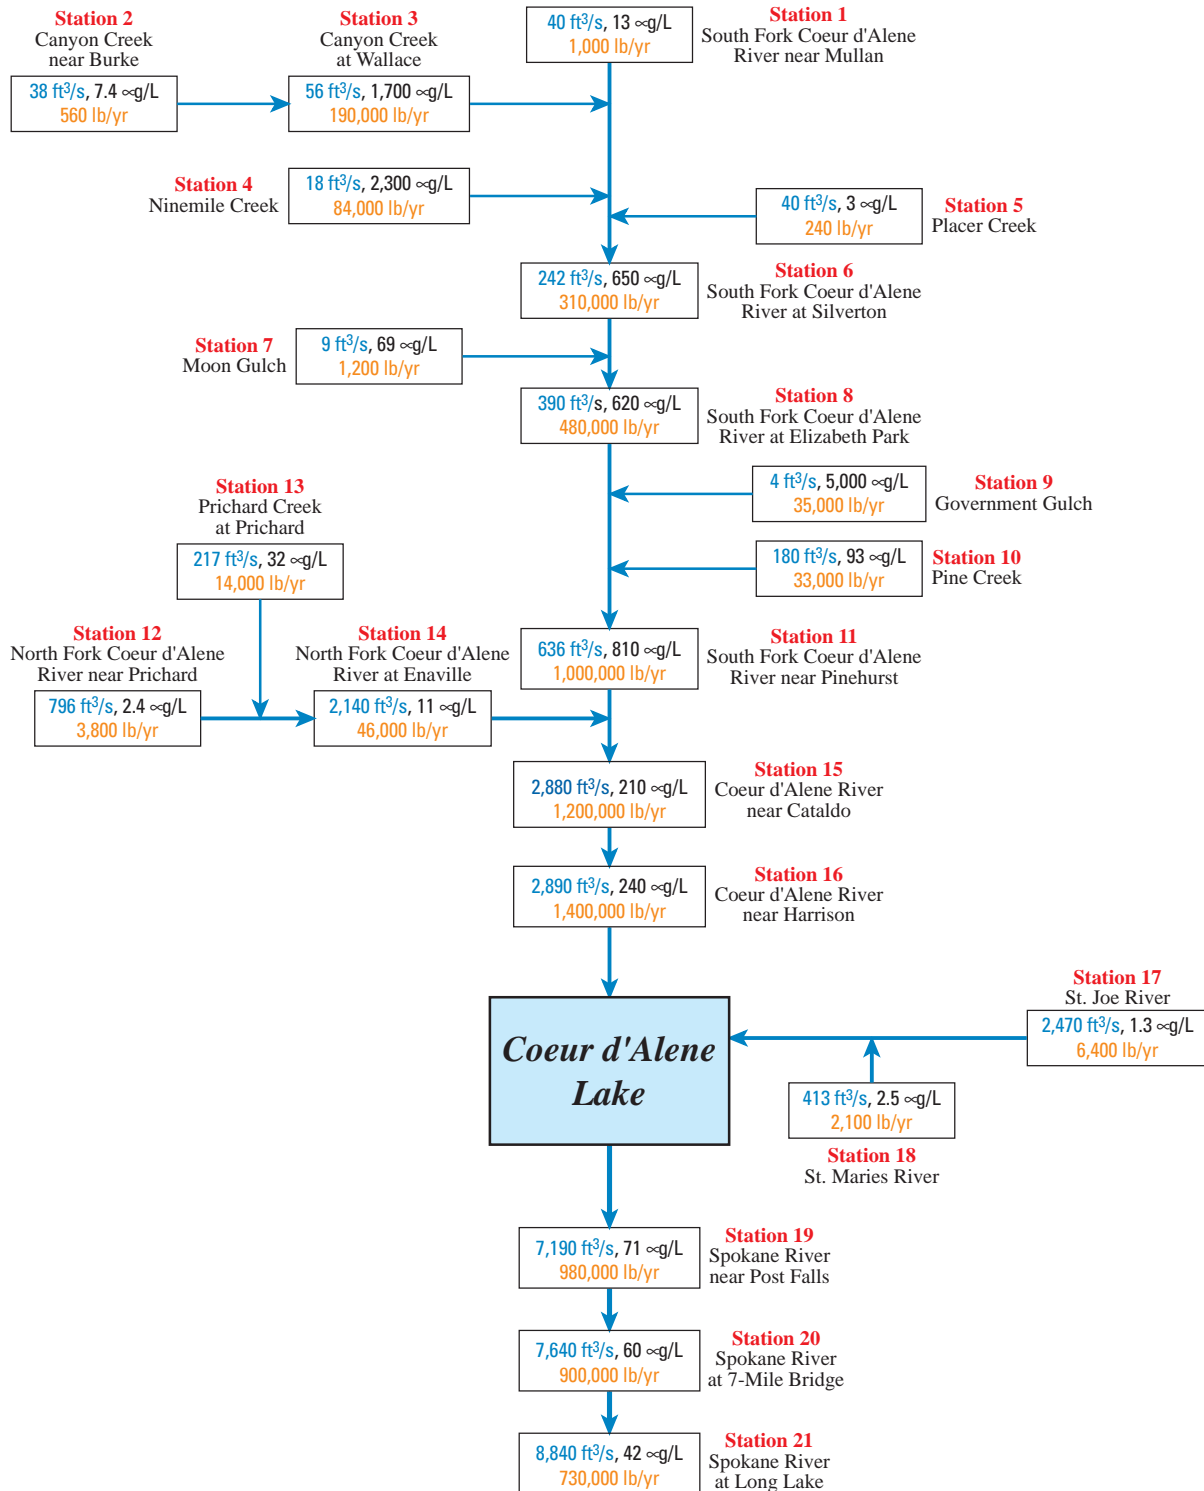 Station 1
South Fork Coeur d'Alene
River near Mullan
40 ft³/s, 13 ∝g/L
1,000 lb/yr
Station 2
Canyon Creek
near Burke
38 ft³/s, 7.4 ∝g/L
560 lb/yr
Station 3
Canyon Creek
at Wallace
56 ft³/s, 1,700 ∝g/L
190,000 lb/yr
Station 4
Ninemile Creek
18 ft³/s, 2,300 ∝g/L
84,000 lb/yr
40 ft³/s, 3 ∝g/L
240 lb/yr
Station 5
Placer Creek
242 ft³/s, 650 ∝g/L
310,000 lb/yr
Station 6
South Fork Coeur d'Alene
River at Silverton
Station 7
Moon Gulch
9 ft³/s, 69 ∝g/L
1,200 lb/yr
390 ft³/s, 620 ∝g/L
480,000 lb/yr
Station 8
South Fork Coeur d'Alene
River at Elizabeth Park
4 ft³/s, 5,000 ∝g/L
35,000 lb/yr
Station 9
Government Gulch
180 ft³/s, 93 ∝g/L
33,000 lb/yr
Station 10
Pine Creek
636 ft³/s, 810 ∝g/L
1,000,000 lb/yr
Station 11
South Fork Coeur d'Alene
River near Pinehurst
Station 13
Prichard Creek
at Prichard
217 ft³/s, 32 ∝g/L
14,000 lb/yr
Station 12
North Fork Coeur d'Alene
River near Prichard
796 ft³/s, 2.4 ∝g/L
3,800 lb/yr
Station 14
North Fork Coeur d'Alene
River at Enaville
2,140 ft³/s, 11 ∝g/L
46,000 lb/yr
2,880 ft³/s, 210 ∝g/L
1,200,000 lb/yr
Station 15
Coeur d'Alene River
near Cataldo
2,890 ft³/s, 240 ∝g/L
1,400,000 lb/yr
Station 16
Coeur d'Alene River
near Harrison
Coeur d'Alene
Lake
Station 17
St. Joe River
2,470 ft³/s, 1.3 ∝g/L
6,400 lb/yr
413 ft³/s, 2.5 ∝g/L
2,100 lb/yr
Station 18
St. Maries River
7,190 ft³/s, 71 ∝g/L
980,000 lb/yr
Station 19
Spokane River
near Post Falls
7,640 ft³/s, 60 ∝g/L
900,000 lb/yr
Station 20
Spokane River
at 7-Mile Bridge
8,840 ft³/s, 42 ∝g/L
730,000 lb/yr
Station 21
Spokane River
at Long Lake